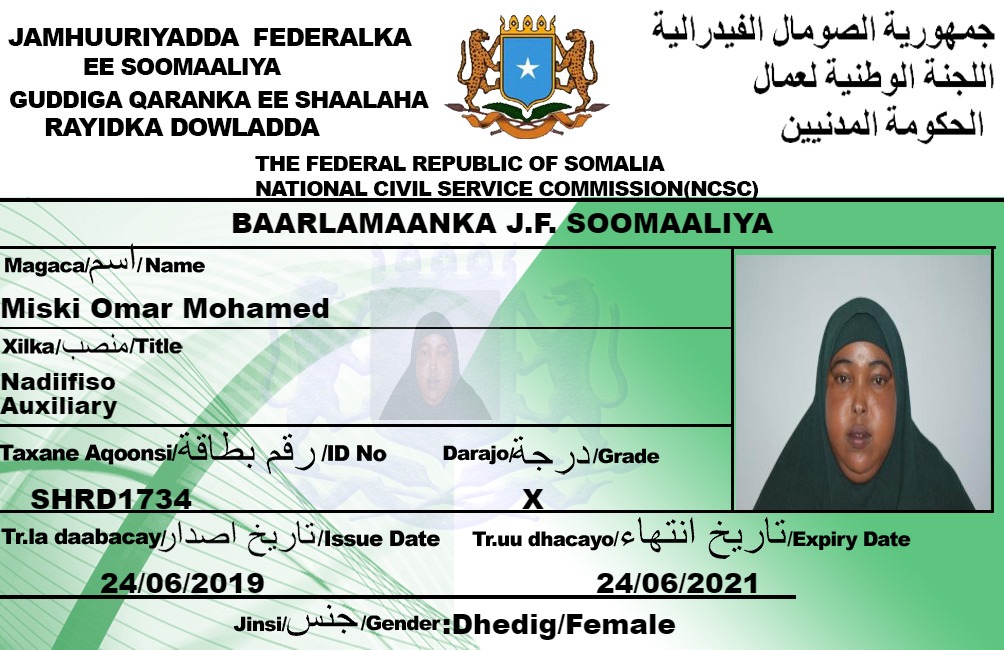 JAMHUURIYADDA FEDERALKA
EE SOOMAALIYA
GUDDIGA QARANKA EE SHAALAHA
RAYIDKA DOWLADDA
جمهورية الصومال الفيدرالية
اللجنة الوطنية لعمال
الحكومة المدنيين
THE FEDERAL REPUBLIC OF SOMALIA
NATIONAL CIVIL SERVICE COMMISSION(NCSC)
BAARLAMAANKA J.F. SOOMAALIYA
Magaca/اسم/Name
Miski Omar Mohamed
Xilka/منصب/Title
Nadiifiso
Auxiliary
Taxane Aqoonsi/رقم بطاقة/ID No
SHRD1734
Darajo/درجة/Grade
X
Tr.la daabacay/تاريخ اصدار/Issue Date
24/06/2019
Tr.uu dhacayo/تاريخ انتهاء/Expiry Date
24/06/2021
Jinsi/جنس/Gender:Dhedig/Female